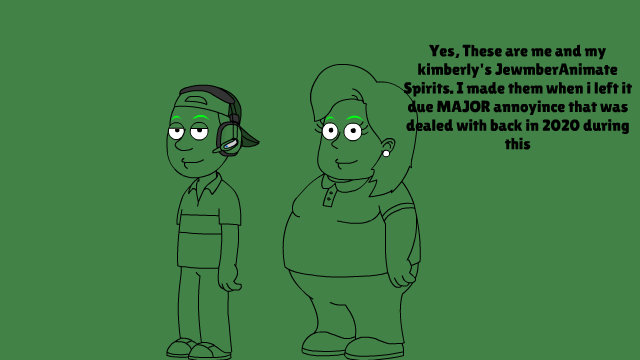 Yes, These are me and my
kimberly's JewmberAnimate
Spirits. I made them when i left it
due MAJOR annoyince that was
dealed with back in 2020 during
this